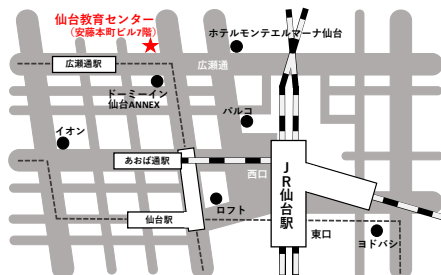 仙台教育センター
（安藤本町ビル7階）
ホテルモンテエルマーナ仙台
広瀬通駅
広瀬通
ドーミーイン
仙台ANNEX
パルコ
イオン
あおば通駅
西口
JR仙台駅
ロフト
仙台駅
東口
ヨドバシ